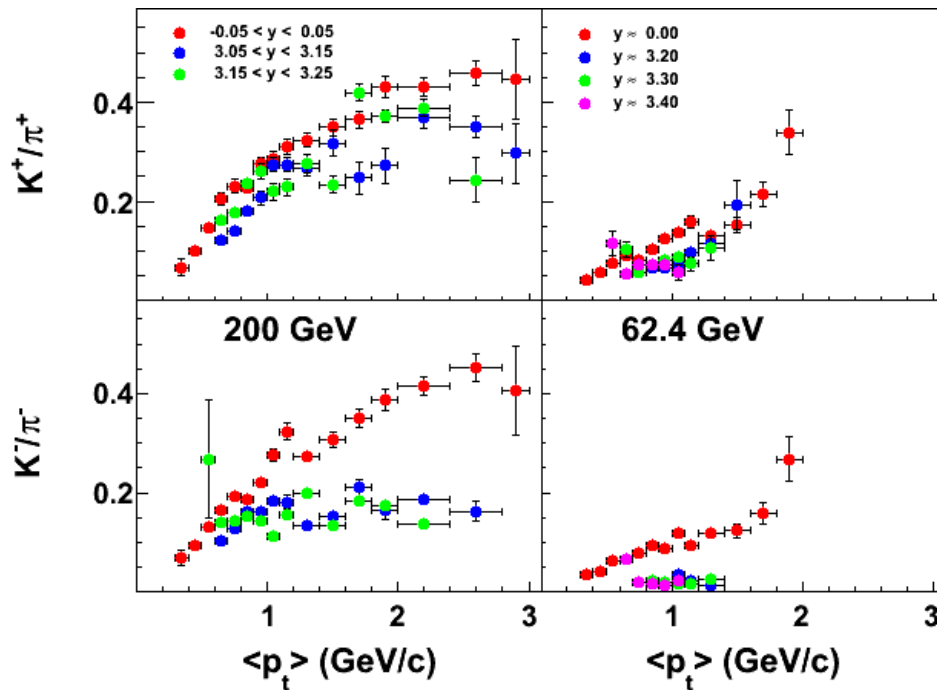 -0.05 < y < 0.05
3.05 < y < 3.15
3.15 < y < 3.25
y ≈ 0.00
y ≈ 3.20
y ≈ 3.30
y ≈ 3.40
K⁺/π⁺
0.4
0.2
200 GeV
62.4 GeV
K⁻/π⁻
0.4
0.2
1 2 3 1 2 3
<p_t> (GeV/c) <p_t> (GeV/c)